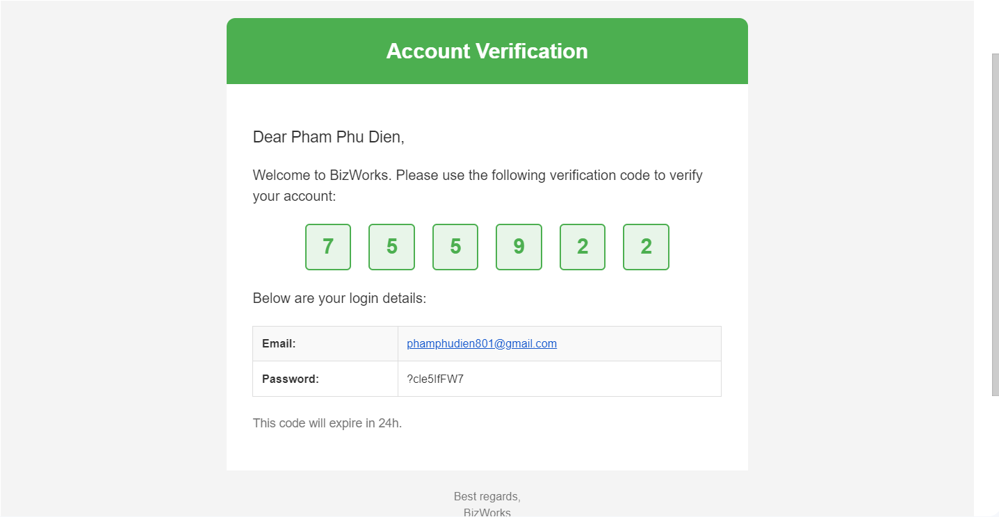 Account Verification
Dear Pham Phu Dien,
Welcome to BizWorks. Please use the following verification code to verify
your account:
7 5 5 9 2 2
Below are your login details:
Email: phamphudien801@gmail.com
Password: ?cle5IfFW7
This code will expire in 24h.
Best regards,
BizWorks